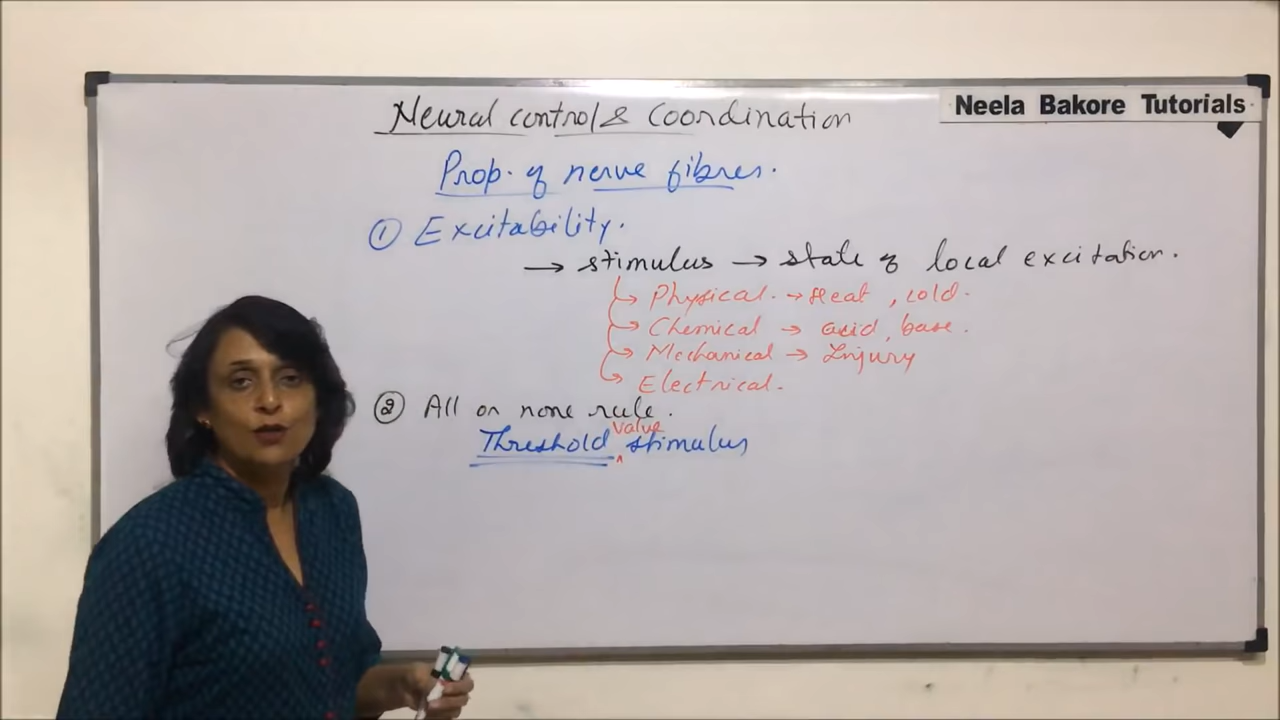 Neela Bakore Tutorials
Neural control & Coordination
Prop. of nerve fibres.
① Excitability.
→ stimulus → state of local excitation.
↳ Physical. → Heat, cold.
↳ Chemical → acid, base.
↳ Mechanical → Injury
↳ Electrical.
② All or none rule.
Threshold ^value stimulus